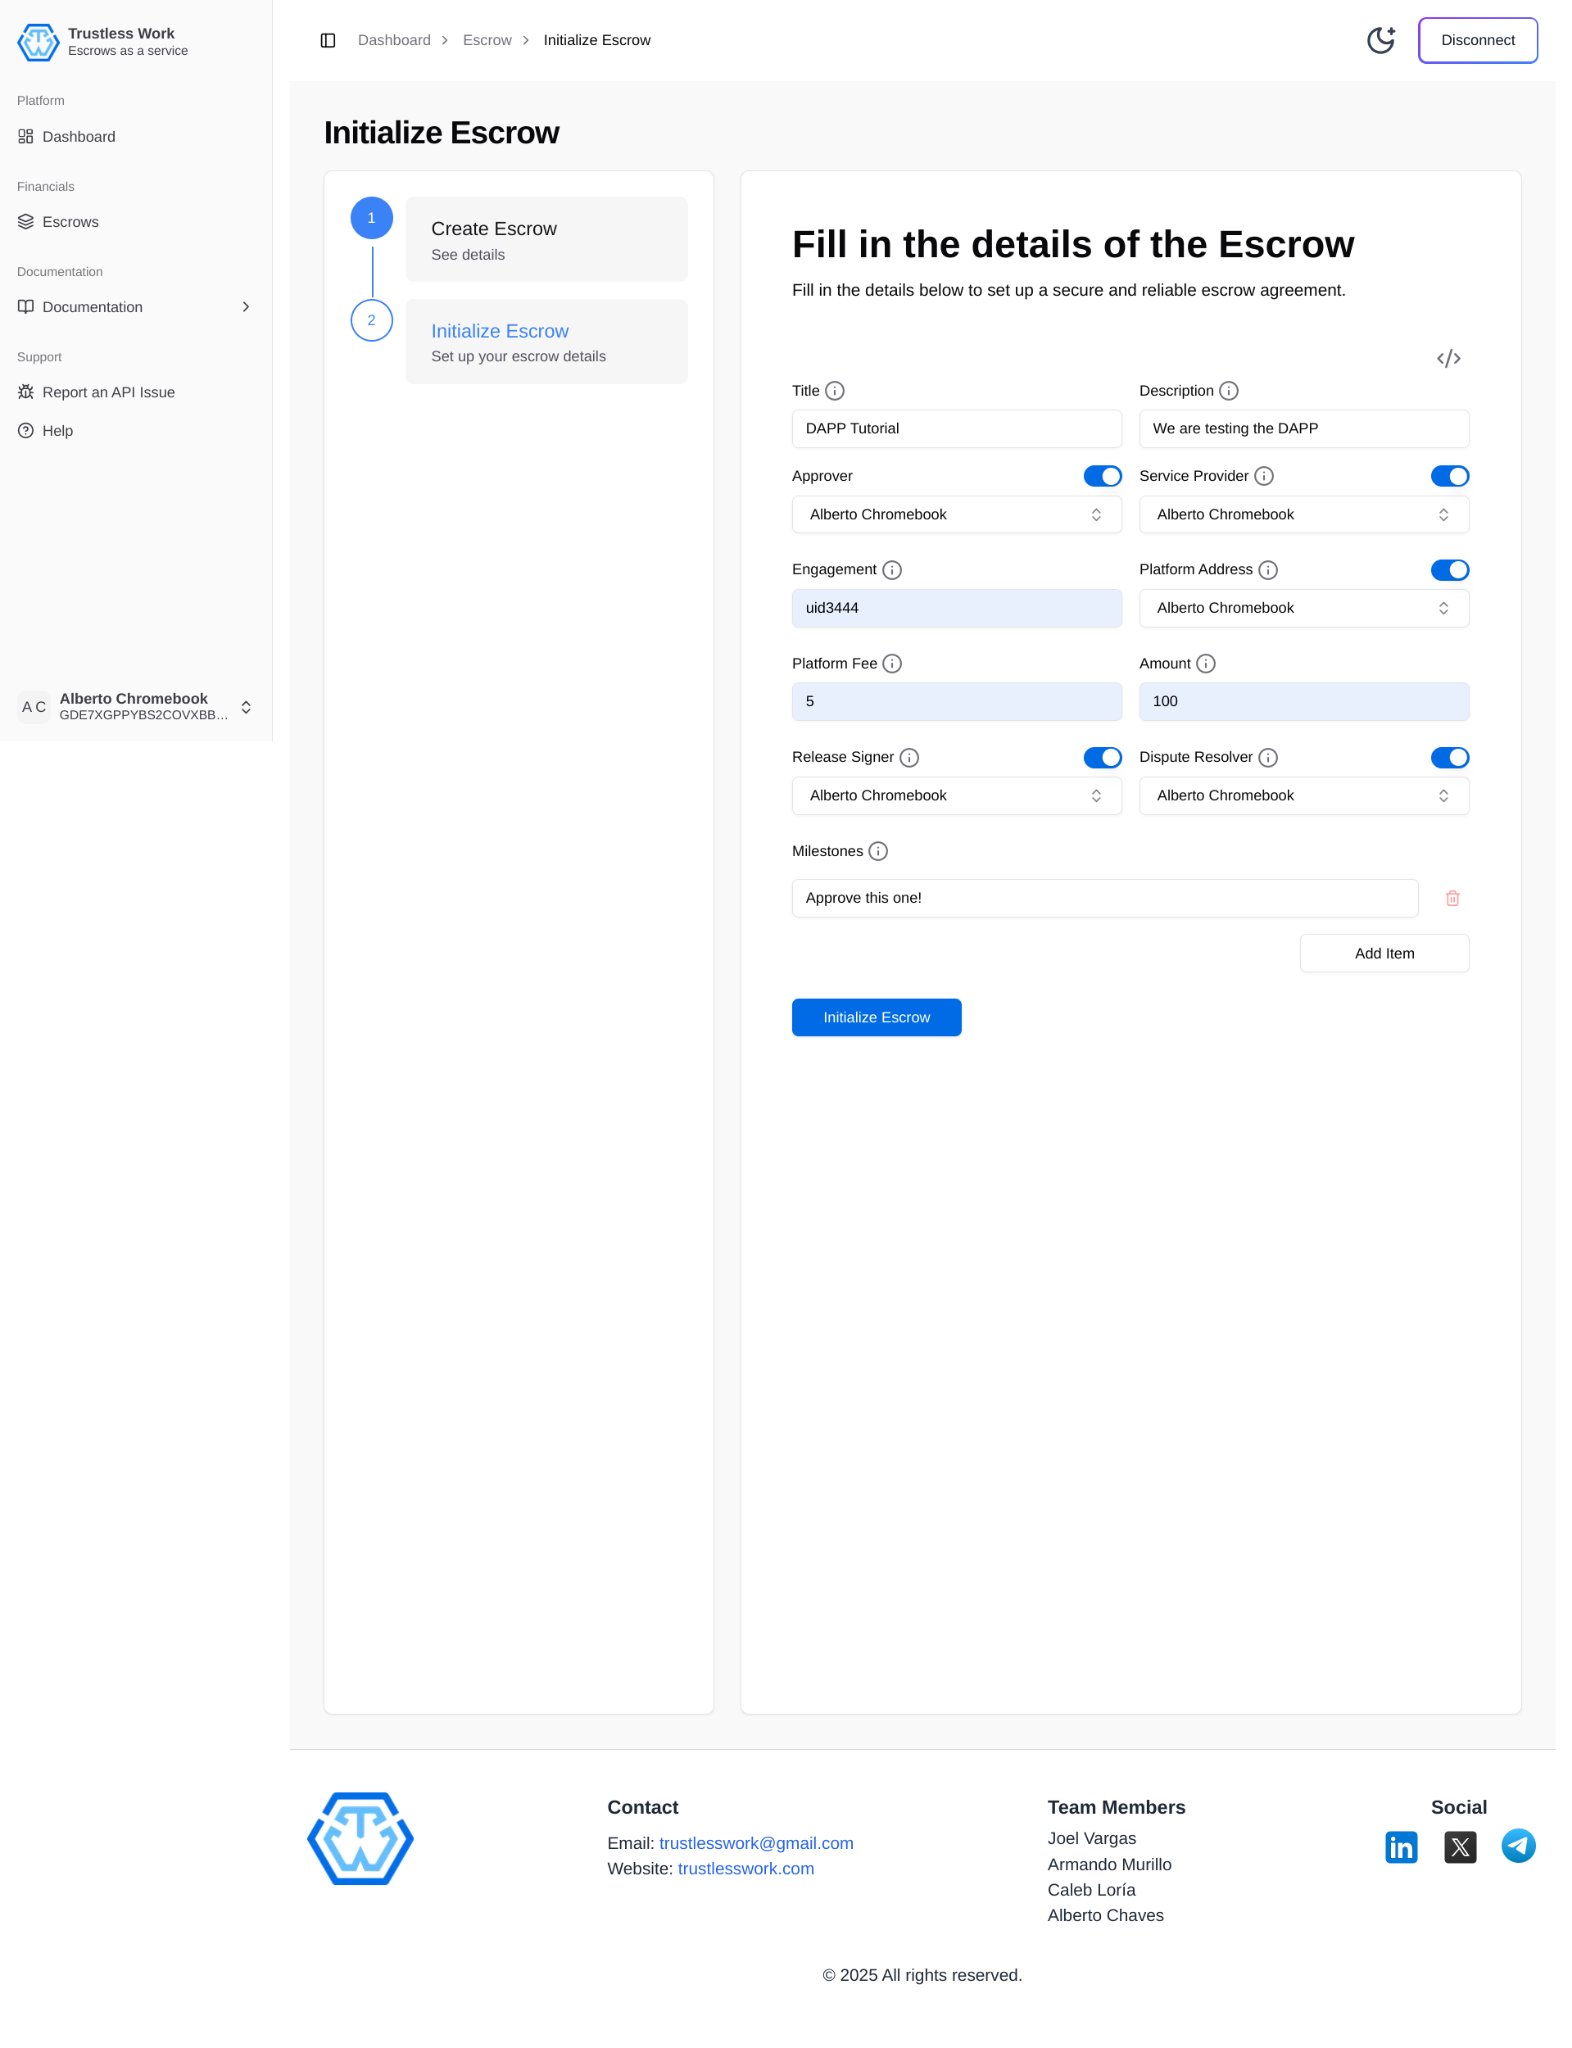 Trustless Work
Escrows as a service
Platform
Dashboard
Financials
Escrows
Documentation
Documentation
Support
Report an API Issue
Help
A C
Alberto Chromebook
GDE7XGPPYBS2COVXBB...
Dashboard > Escrow > Initialize Escrow
Disconnect
Initialize Escrow
1
Create Escrow
See details
2
Initialize Escrow
Set up your escrow details
Fill in the details of the Escrow
Fill in the details below to set up a secure and reliable escrow agreement.
Title
Description
DAPP Tutorial
We are testing the DAPP
Approver
Service Provider
Alberto Chromebook
Alberto Chromebook
Engagement
Platform Address
uid3444
Alberto Chromebook
Platform Fee
Amount
5
100
Release Signer
Dispute Resolver
Alberto Chromebook
Alberto Chromebook
Milestones
Approve this one!
Add Item
Initialize Escrow
Contact
Email: trustlesswork@gmail.com
Website: trustlesswork.com
Team Members
Joel Vargas
Armando Murillo
Caleb Loría
Alberto Chaves
Social
© 2025 All rights reserved.